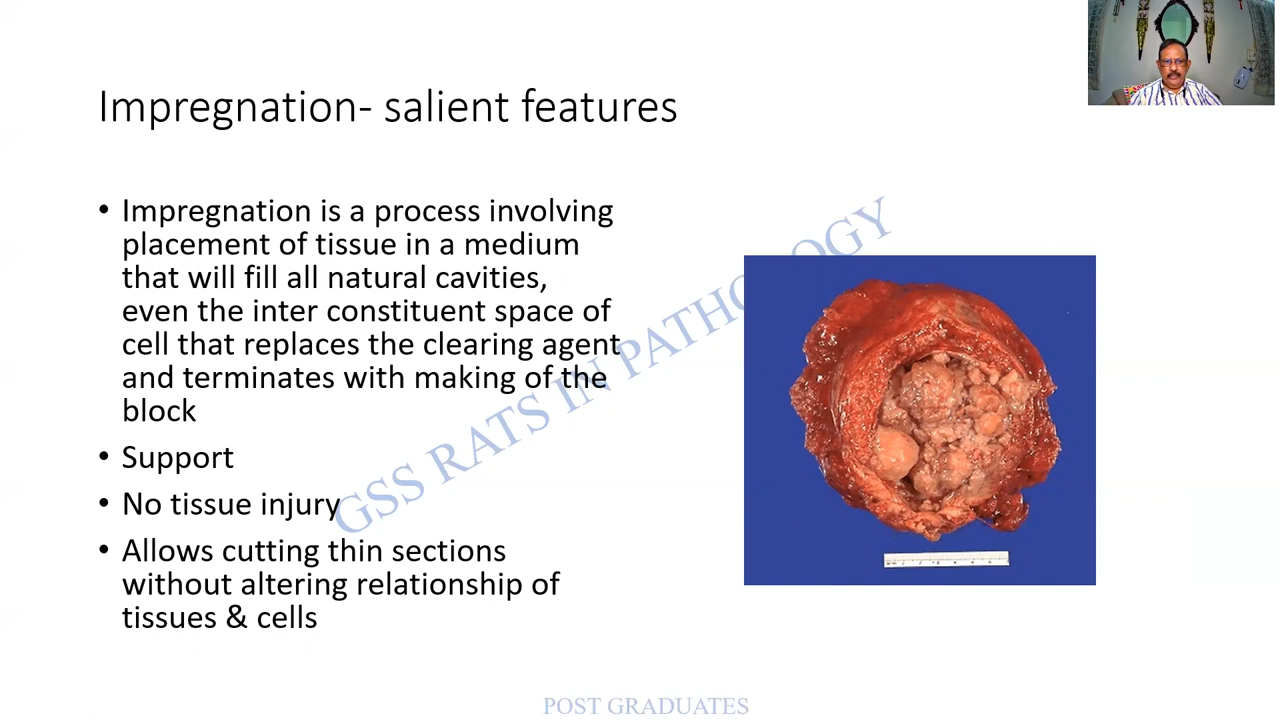 Impregnation- salient features
• Impregnation is a process involving
placement of tissue in a medium
that will fill all natural cavities,
even the inter constituent space of
cell that replaces the clearing agent
and terminates with making of the
block
• Support
• No tissue injury
• Allows cutting thin sections
without altering relationship of
tissues & cells
GSS RATS IN PATHOLOGY
POST GRADUATES